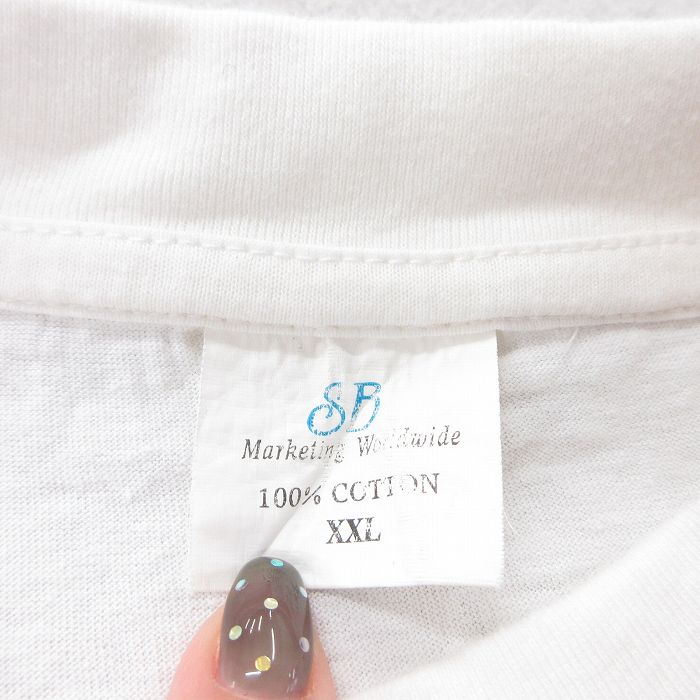 SB
Marketing Worldwide
100% COTTON
XXL